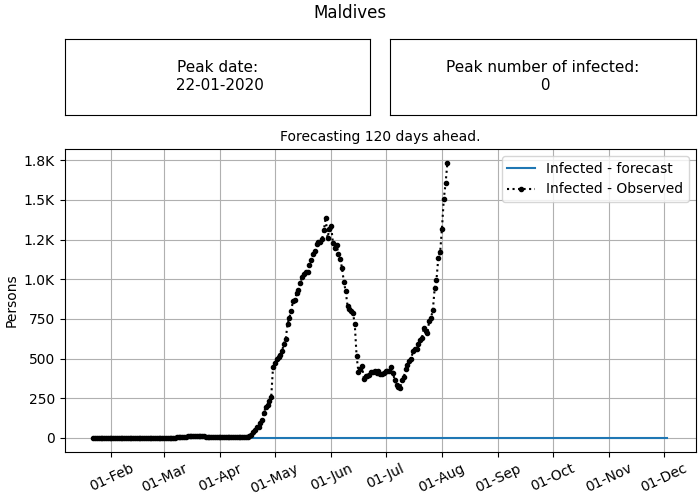 Maldives
Peak date:
22-01-2020
Peak number of infected:
0
Forecasting 120 days ahead.
Infected - forecast
Infected - Observed
Persons
1.8K
1.5K
1.2K
1.0K
750
500
250
0
01-Feb
01-Mar
01-Apr
01-May
01-Jun
01-Jul
01-Aug
01-Sep
01-Oct
01-Nov
01-Dec